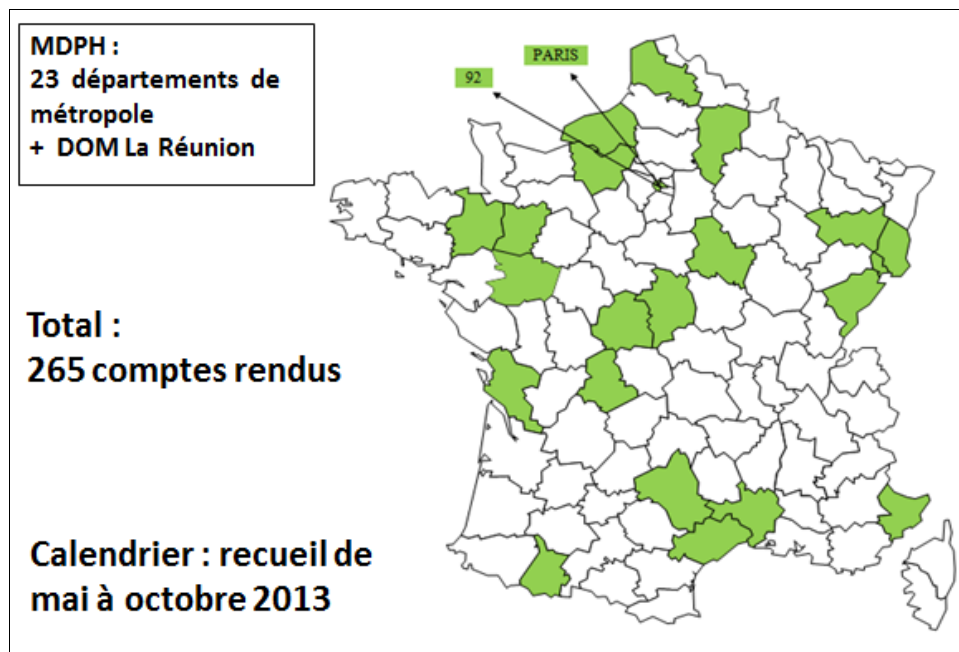 MDPH :
23 départements de
métropole
+ DOM La Réunion
PARIS
92
Total :
265 comptes rendus
Calendrier : recueil de
mai à octobre 2013